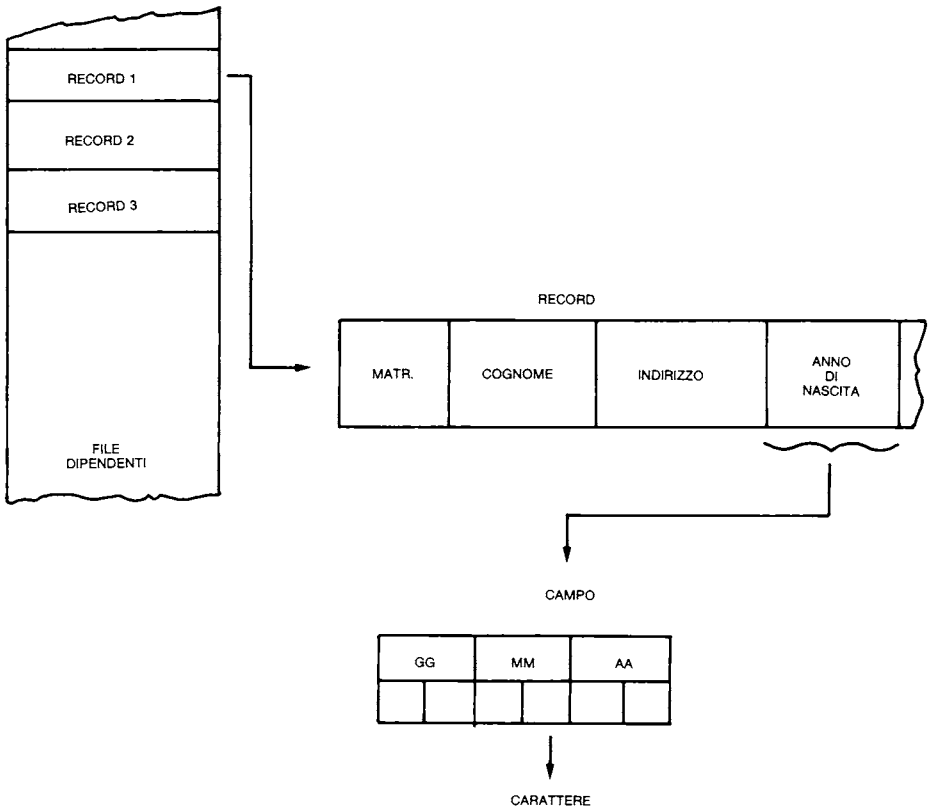 RECORD 1
RECORD 2
RECORD 3
FILE
DIPENDENTI
RECORD
MATR.
COGNOME
INDIRIZZO
ANNO
DI
NASCITA
CAMPO
GG
MM
AA
CARATTERE